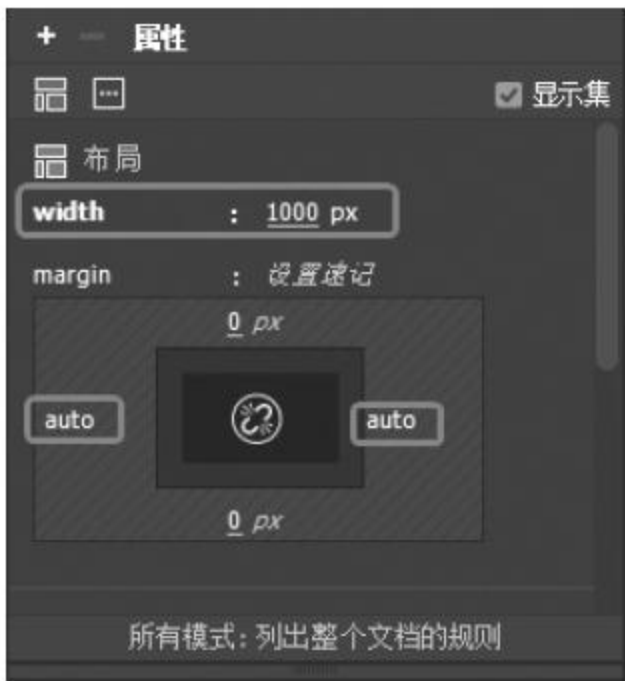 + − 属性
显示集
布局
width : 1000 px
margin : 设置速记
0 px
auto auto
0 px
所有模式: 列出整个文档的规则